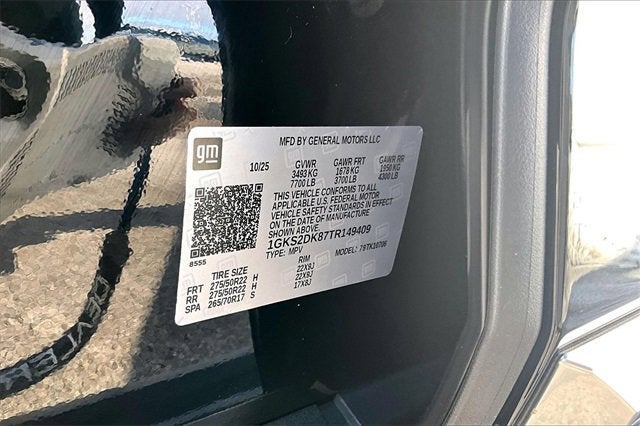 gm
MFD BY GENERAL MOTORS LLC
10/25 GVWR GAWR FRT GAWR RR
3493 KG 1678 KG 1950 KG
7700 LB 3700 LB 4300 LB
THIS VEHICLE CONFORMS TO ALL
APPLICABLE U.S. FEDERAL MOTOR
VEHICLE SAFETY STANDARDS IN EFFECT
ON THE DATE OF MANUFACTURE
SHOWN ABOVE.
1GKS2DK87TR149409
TYPE: MPV MODEL: 79TK10706
8555
TIRE SIZE RIM
FRT 275/50R22 H 22X9J
RR 275/50R22 H 22X9J
SPA 265/70R17 S 17X8J